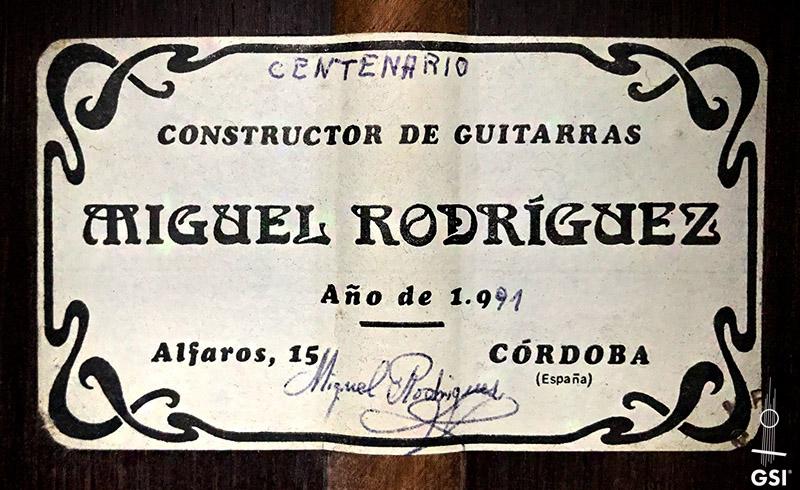 CENTENARIO
CONSTRUCTOR DE GUITARRAS
MIGUEL RODRÍGUEZ
Año de 1.991
Alfaros, 15 CÓRDOBA
(España)
Miguel Rodriguez
GSI